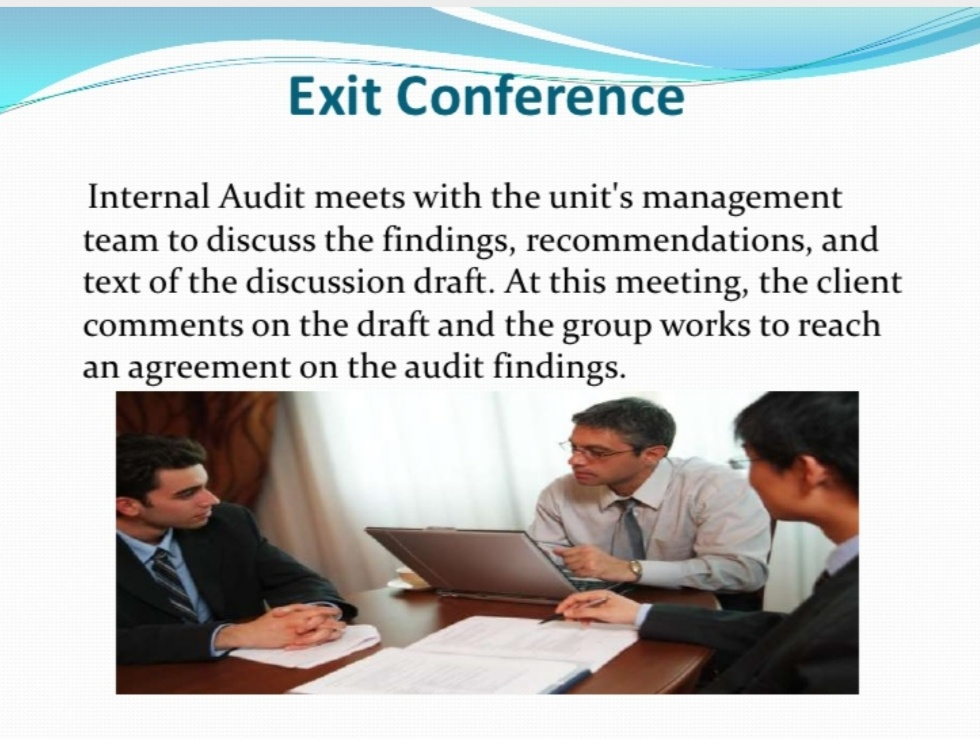 Exit Conference
Internal Audit meets with the unit's management
team to discuss the findings, recommendations, and
text of the discussion draft. At this meeting, the client
comments on the draft and the group works to reach
an agreement on the audit findings.